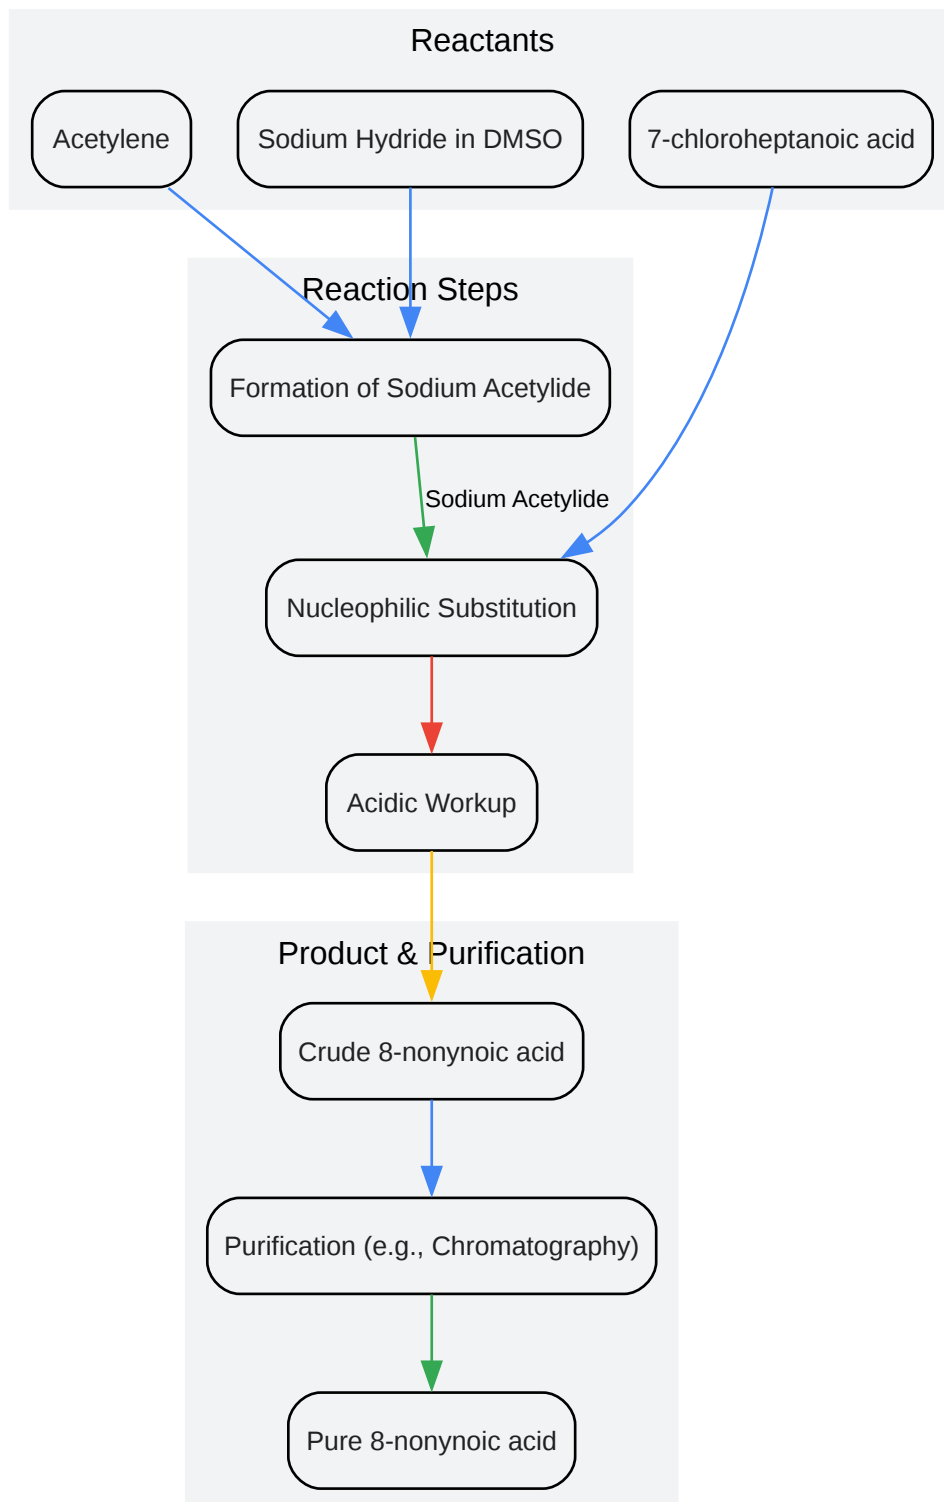 Reactants
Acetylene
Sodium Hydride in DMSO
7-chloroheptanoic acid
Reaction Steps
Formation of Sodium Acetylide
Sodium Acetylide
Nucleophilic Substitution
Acidic Workup
Product & Purification
Crude 8-nonynoic acid
Purification (e.g., Chromatography)
Pure 8-nonynoic acid